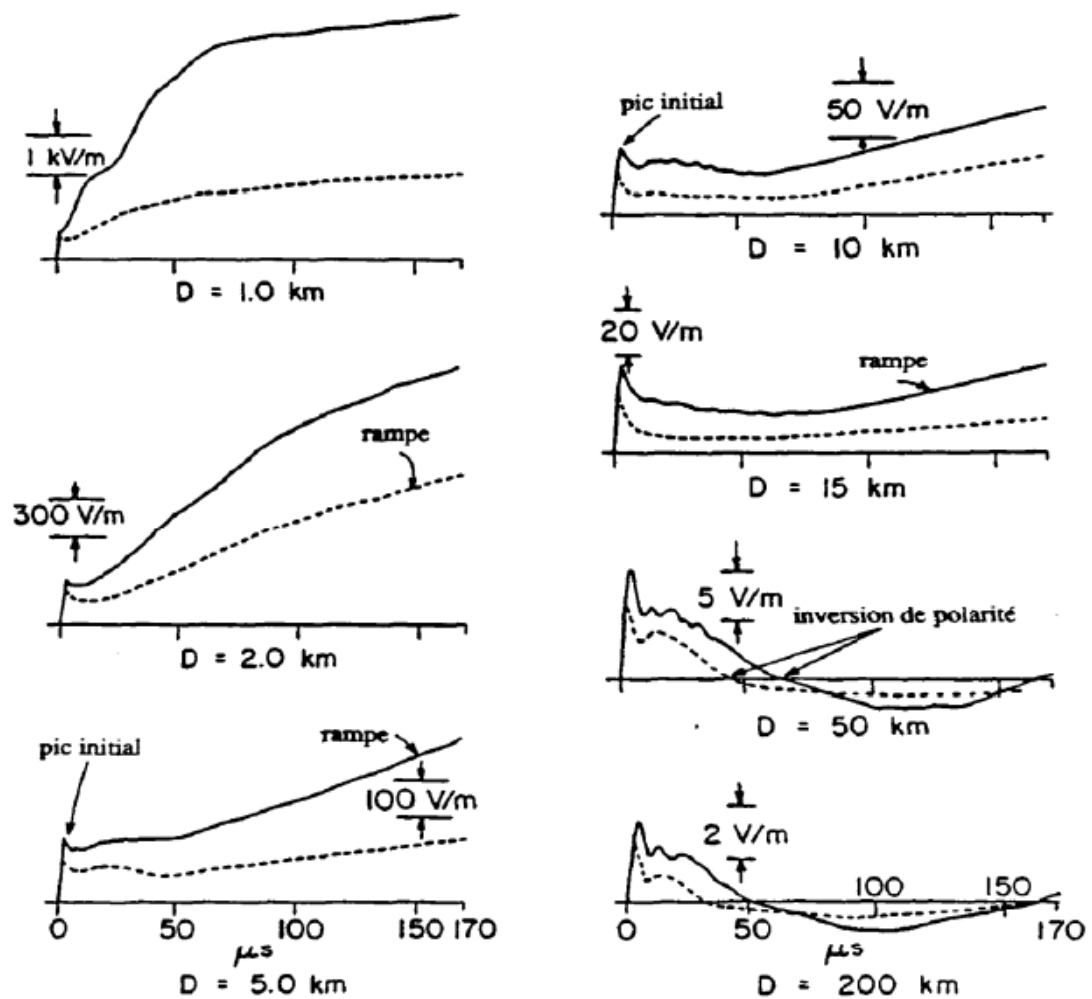 1 kV/m
D = 1.0 km
300 V/m
rampe
D = 2.0 km
pic initial
rampe
100 V/m
0 50 100 150 170
μs
D = 5.0 km
pic initial
50 V/m
D = 10 km
20 V/m
rampe
D = 15 km
5 V/m
inversion de polarité
D = 50 km
2 V/m
100 150
0 50 170
μs
D = 200 km